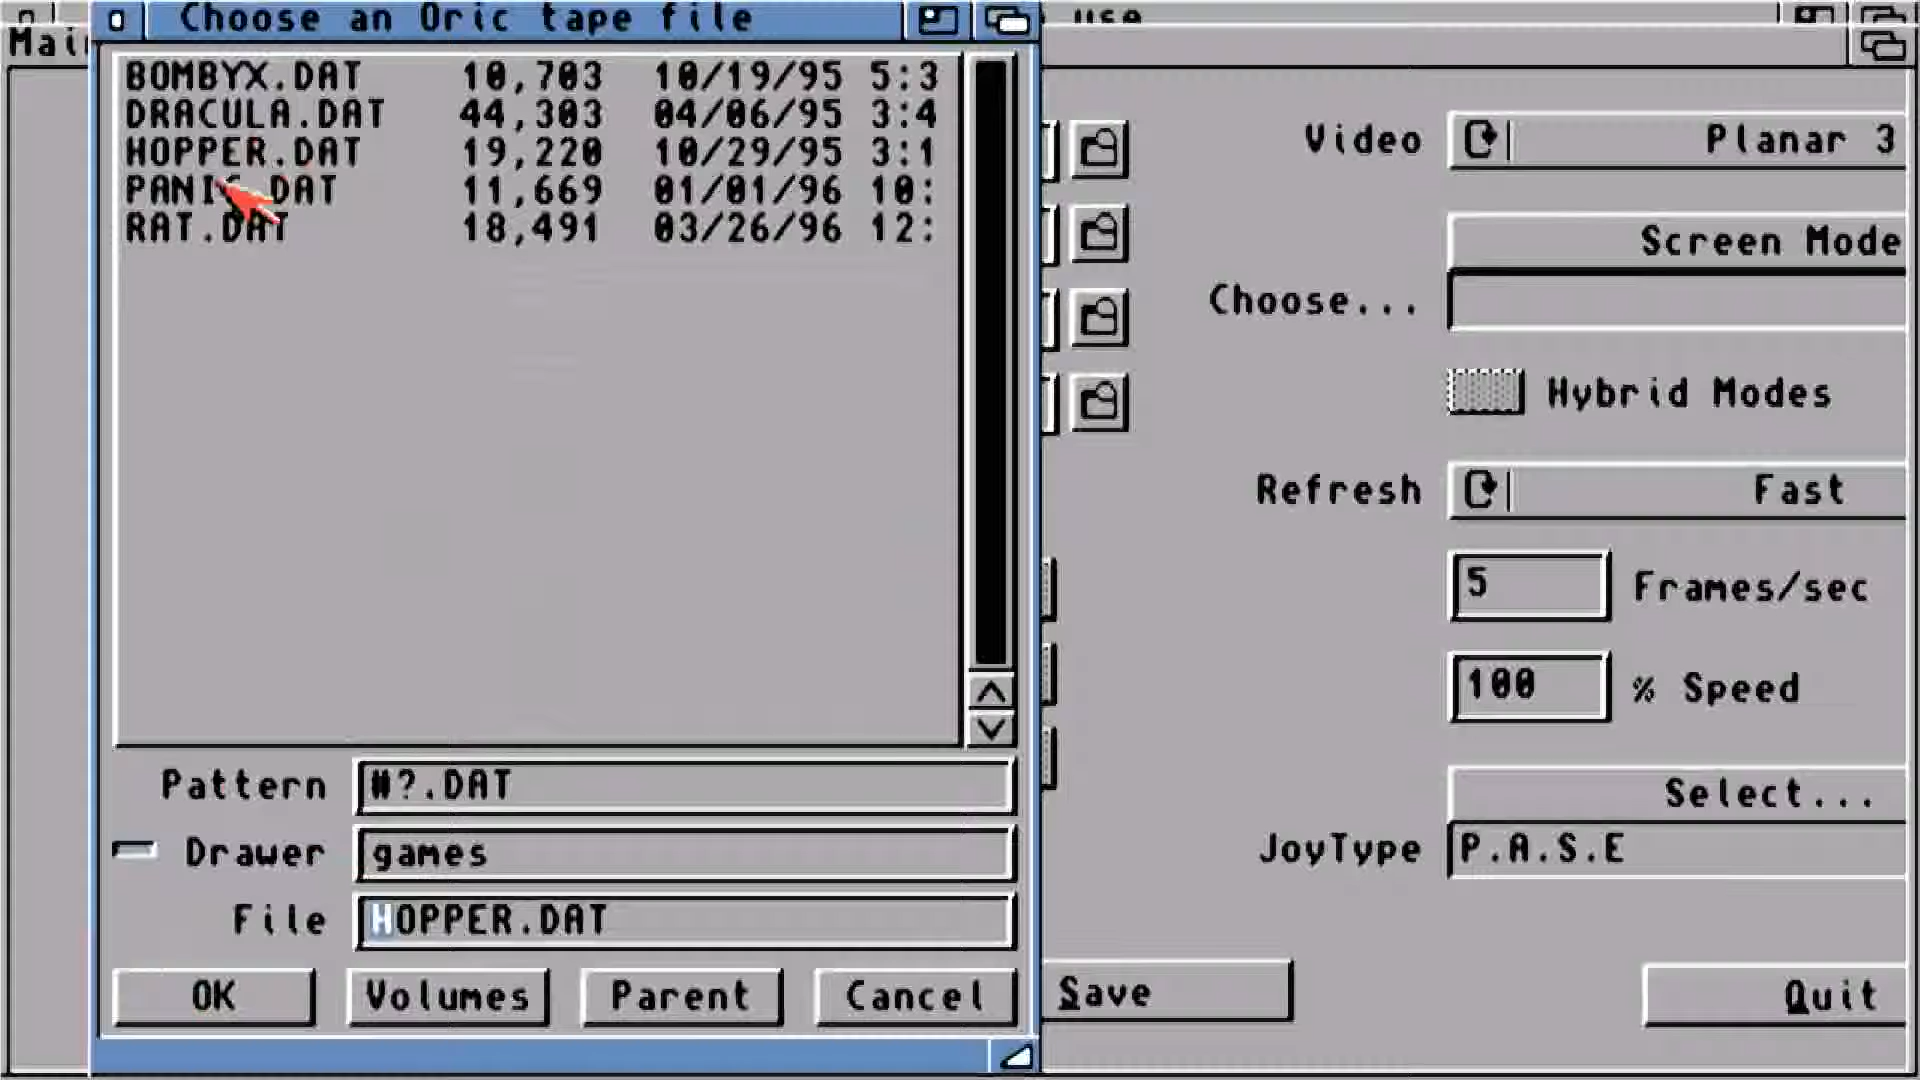 Choose an Oric tape file
BOMBYX.DAT 10,703 10/19/95 5:3
DRACULA.DAT 44,303 04/06/95 3:4
HOPPER.DAT 19,220 10/29/95 3:1
PANIC.DAT 11,669 01/01/96 10:
RAT.DAT 18,491 03/26/96 12:
Pattern #?.DAT
Drawer games
File HOPPER.DAT
OK Volumes Parent Cancel
Video Planar 3
Screen Mode
Choose...
Hybrid Modes
Refresh Fast
5 Frames/sec
100 % Speed
Select...
JoyType P.A.S.E
Save Quit